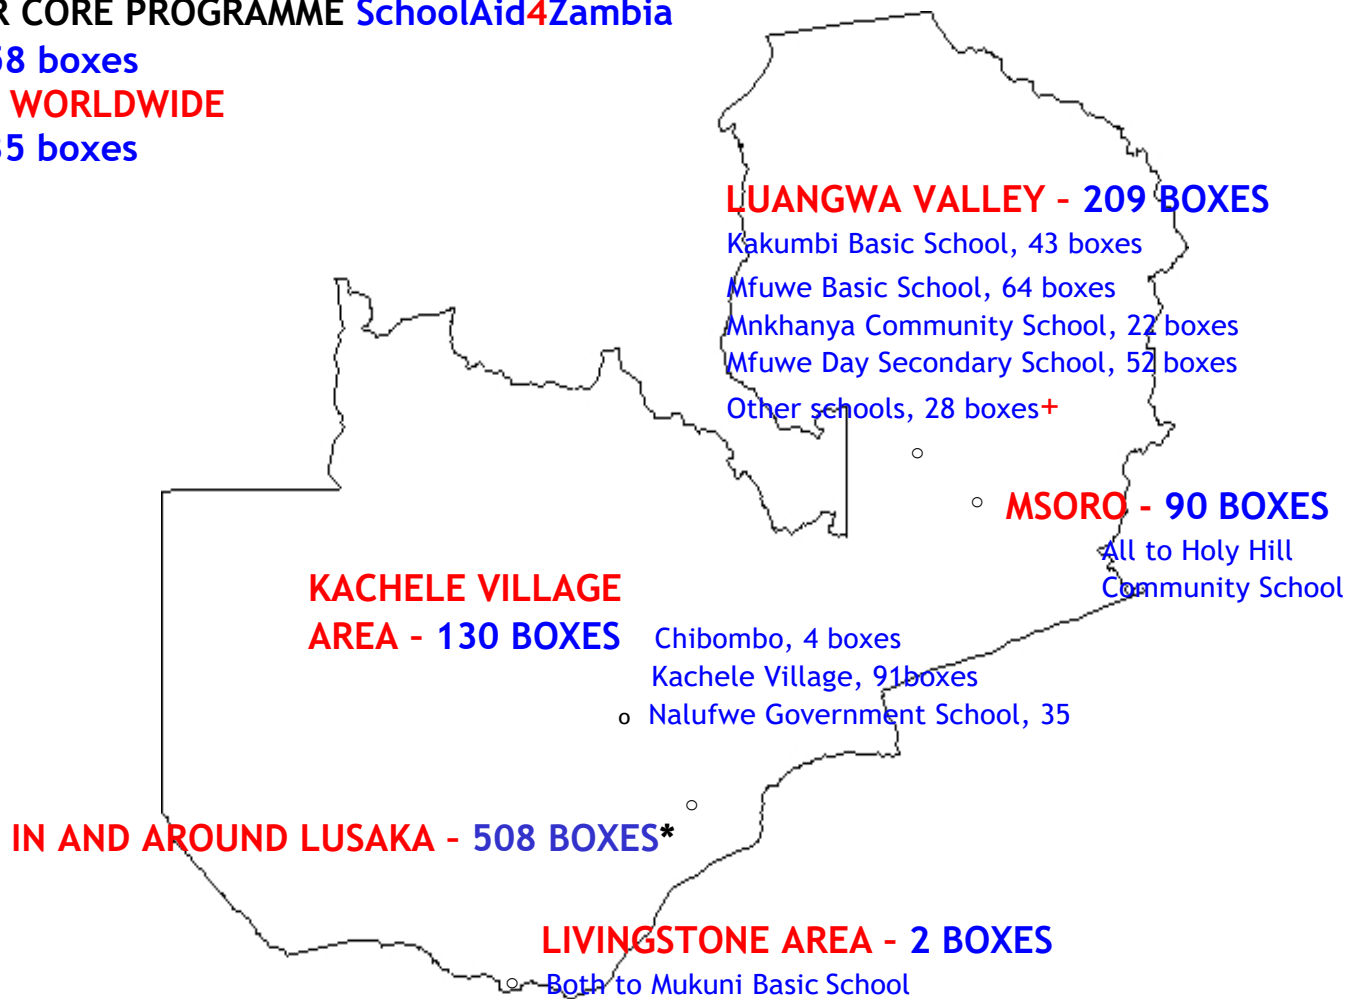 R CORE PROGRAMME SchoolAid4Zambia
58 boxes
WORLDWIDE
35 boxes
LUANGWA VALLEY – 209 BOXES
Kakumbi Basic School, 43 boxes
Mfuwe Basic School, 64 boxes
Mnkhanya Community School, 22 boxes
Mfuwe Day Secondary School, 52 boxes
Other schools, 28 boxes+
MSORO - 90 BOXES
All to Holy Hill
Community School
KACHELE VILLAGE
AREA – 130 BOXES
Chibombo, 4 boxes
Kachele Village, 91boxes
Nalufwe Government School, 35
IN AND AROUND LUSAKA – 508 BOXES*
LIVINGSTONE AREA – 2 BOXES
Both to Mukuni Basic School